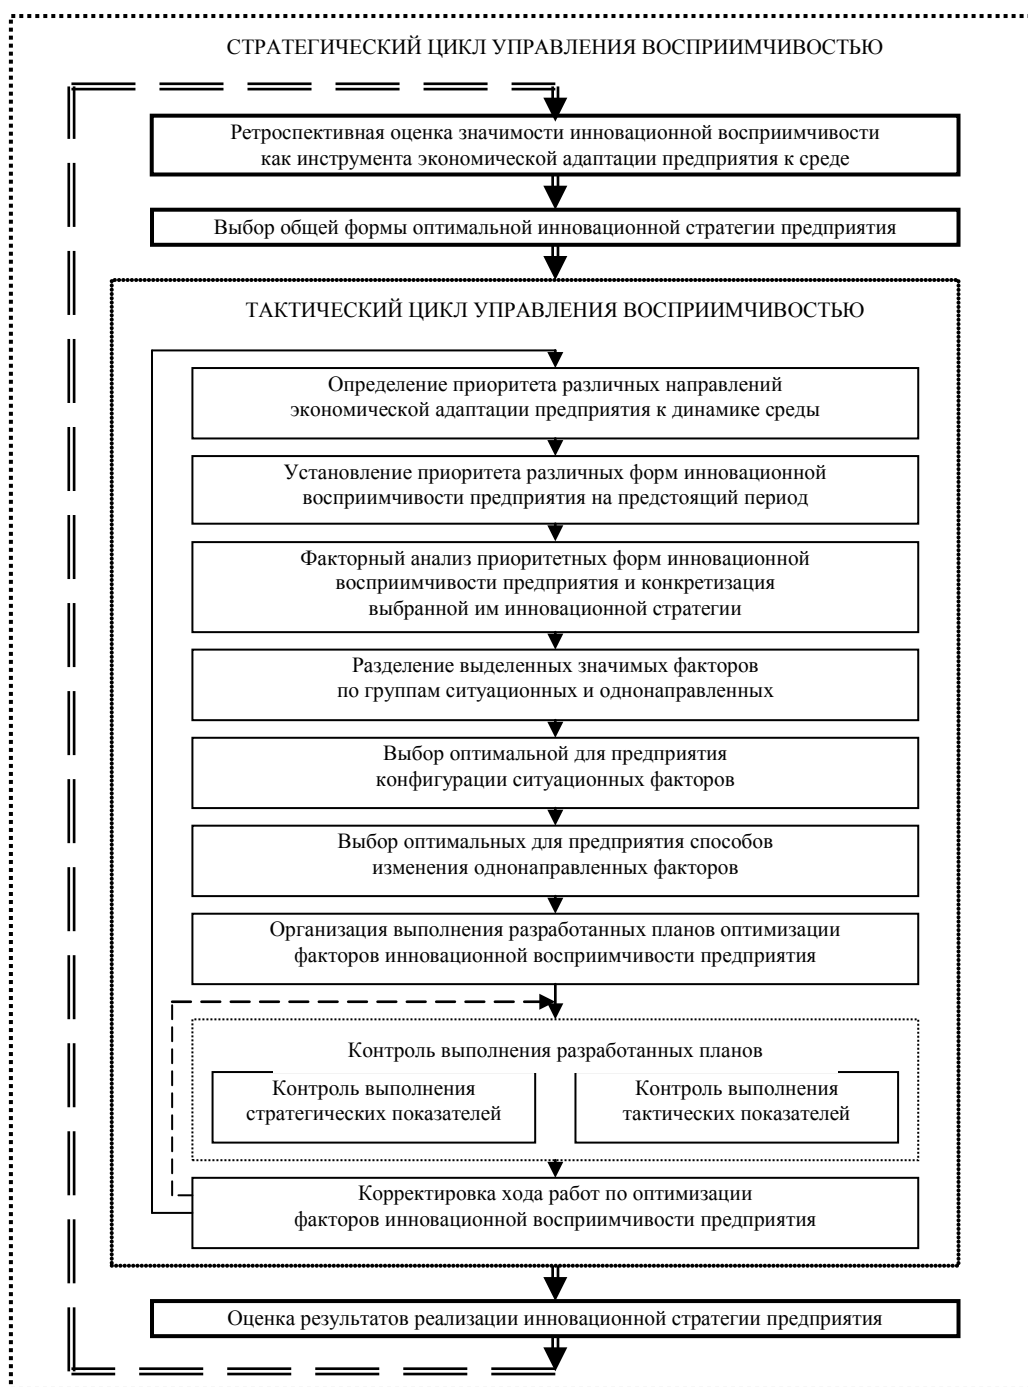 СТРАТЕГИЧЕСКИЙ ЦИКЛ УПРАВЛЕНИЯ ВОСПРИИМЧИВОСТЬЮ
Ретроспективная оценка значимости инновационной восприимчивости
как инструмента экономической адаптации предприятия к среде
Выбор общей формы оптимальной инновационной стратегии предприятия
ТАКТИЧЕСКИЙ ЦИКЛ УПРАВЛЕНИЯ ВОСПРИИМЧИВОСТЬЮ
Определение приоритета различных направлений
экономической адаптации предприятия к динамике среды
Установление приоритета различных форм инновационной
восприимчивости предприятия на предстоящий период
Факторный анализ приоритетных форм инновационной
восприимчивости предприятия и конкретизация
выбранной им инновационной стратегии
Разделение выделенных значимых факторов
по группам ситуационных и однонаправленных
Выбор оптимальной для предприятия
конфигурации ситуационных факторов
Выбор оптимальных для предприятия способов
изменения однонаправленных факторов
Организация выполнения разработанных планов оптимизации
факторов инновационной восприимчивости предприятия
Контроль выполнения разработанных планов
Контроль выполнения
стратегических показателей
Контроль выполнения
тактических показателей
Корректировка хода работ по оптимизации
факторов инновационной восприимчивости предприятия
Оценка результатов реализации инновационной стратегии предприятия